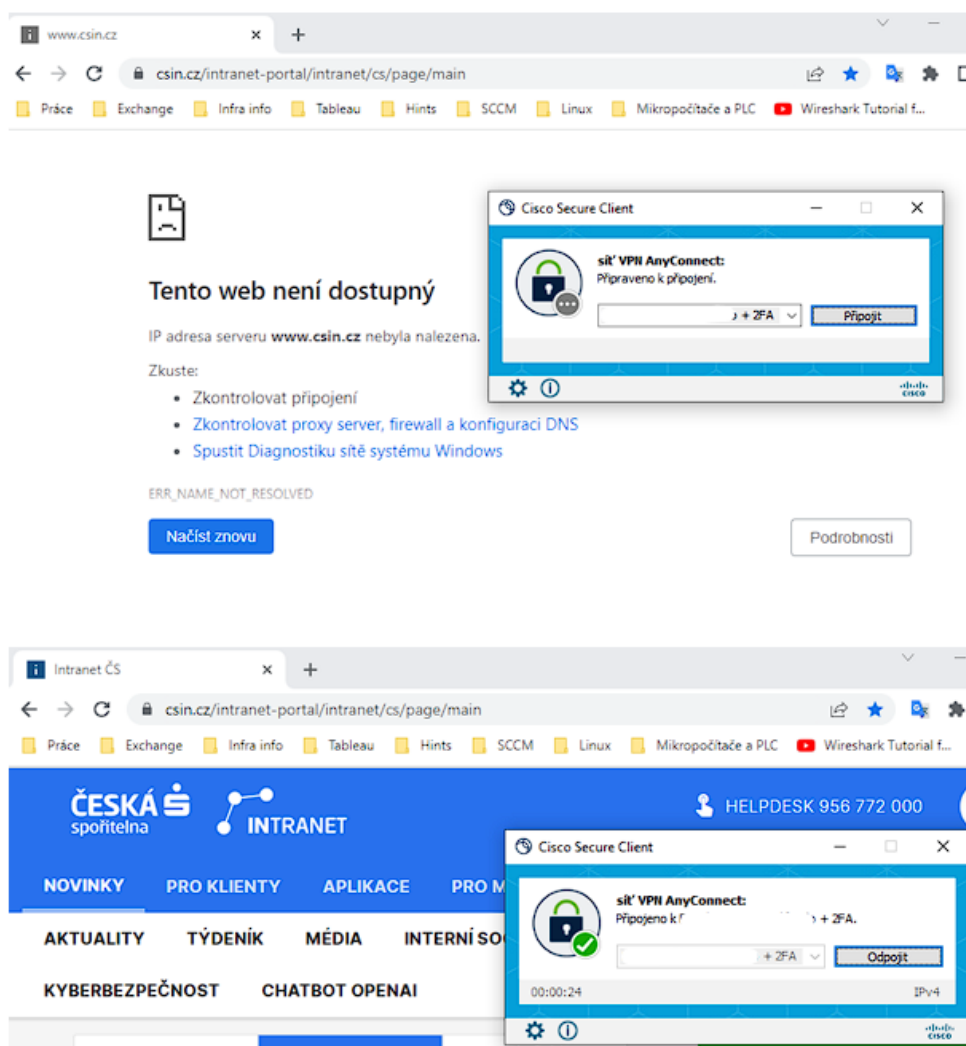 www.csin.cz
csin.cz/intranet-portal/intranet/cs/page/main
Práce Exchange Infra info Tableau Hints SCCM Linux Mikropočítače a PLC Wireshark Tutorial f...
Cisco Secure Client
síť VPN AnyConnect:
Připraveno k připojení.
+ 2FA Připojit
CISCO
Tento web není dostupný
IP adresa serveru www.csin.cz nebyla nalezena.
Zkuste:
Zkontrolovat připojení
Zkontrolovat proxy server, firewall a konfiguraci DNS
Spustit Diagnostiku sítě systému Windows
ERR_NAME_NOT_RESOLVED
Načíst znovu Podrobnosti
Intranet ČS
csin.cz/intranet-portal/intranet/cs/page/main
Práce Exchange Infra info Tableau Hints SCCM Linux Mikropočítače a PLC Wireshark Tutorial f...
ČESKÁ
spořitelna
INTRANET
HELPDESK 956 772 000
NOVINKY PRO KLIENTY APLIKACE PRO M
AKTUALITY TÝDENÍK MÉDIA INTERNÍ SO
KYBERBEZPEČNOST CHATBOT OPENAI
Cisco Secure Client
síť VPN AnyConnect:
Připojeno k + 2FA.
+ 2FA Odpojit
00:00:24 IPv4
CISCO